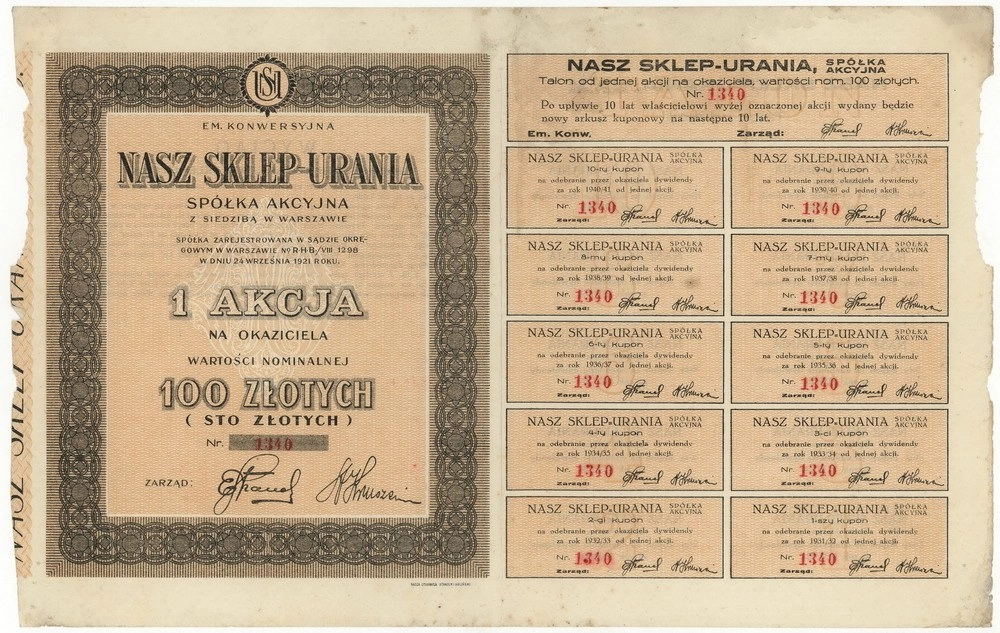 EM. KONWERSYJNA
NASZ SKLEP-URANIA
SPÓŁKA AKCYJNA
Z SIEDZIBĄ W WARSZAWIE
SPÓŁKA ZAREJESTROWANA W SĄDZIE OKRĘ-
GOWYM W WARSZAWIE № R·H·B/VIII 1298
W DNIU 24 WRZEŚNIA 1921 ROKU.
1 AKCJA
NA OKAZICIELA
WARTOŚCI NOMINALNEJ
100 ZŁOTYCH
( STO ZŁOTYCH )
Nr. 1340
ZARZĄD:
NASZ SKLEP-URANIA, SPÓŁKA AKCYJNA
Talon od jednej akcji na okaziciela, wartości nom. 100 złotych.
Nr. 1340
Po upływie 10 lat właścicielowi wyżej oznaczonej akcji wydany będzie
nowy arkusz kuponowy na następne 10 lat.
Em. Konw. Zarząd:
NASZ SKLEP-URANIA SPÓŁKA AKCYJNA
10-ty kupon
na odebranie przez okaziciela dywidendy
za rok 1940/41 od jednej akcji.
Nr. 1340
Zarząd:
NASZ SKLEP-URANIA SPÓŁKA AKCYJNA
9-ty kupon
na odebranie przez okaziciela dywidendy
za rok 1939/40 od jednej akcji.
Nr. 1340
Zarząd:
NASZ SKLEP-URANIA SPÓŁKA AKCYJNA
8-my kupon
na odebranie przez okaziciela dywidendy
za rok 1938/39 od jednej akcji.
Nr. 1340
Zarząd:
NASZ SKLEP-URANIA SPÓŁKA AKCYJNA
7-my kupon
na odebranie przez okaziciela dywidendy
za rok 1937/38 od jednej akcji.
Nr. 1340
Zarząd:
NASZ SKLEP-URANIA SPÓŁKA AKCYJNA
6-ty kupon
na odebranie przez okaziciela dywidendy
za rok 1936/37 od jednej akcji.
Nr. 1340
Zarząd:
NASZ SKLEP-URANIA SPÓŁKA AKCYJNA
5-ty kupon
na odebranie przez okaziciela dywidendy
za rok 1935/36 od jednej akcji.
Nr. 1340
Zarząd:
NASZ SKLEP-URANIA SPÓŁKA AKCYJNA
4-ty kupon
na odebranie przez okaziciela dywidendy
za rok 1934/35 od jednej akcji.
Nr. 1340
Zarząd:
NASZ SKLEP-URANIA SPÓŁKA AKCYJNA
3-ci kupon
na odebranie przez okaziciela dywidendy
za rok 1933/34 od jednej akcji.
Nr. 1340
Zarząd:
NASZ SKLEP-URANIA SPÓŁKA AKCYJNA
2-gi kupon
na odebranie przez okaziciela dywidendy
za rok 1932/33 od jednej akcji.
Nr. 1340
Zarząd:
NASZ SKLEP-URANIA SPÓŁKA AKCYJNA
1-szy kupon
na odebranie przez okaziciela dywidendy
za rok 1931/32 od jednej akcji.
Nr. 1340
Zarząd: